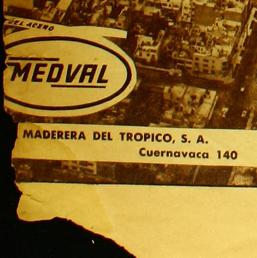 DEL ACERO
MEDVAL
MADERERA DEL TROPICO, S. A.
Cuernavaca 140